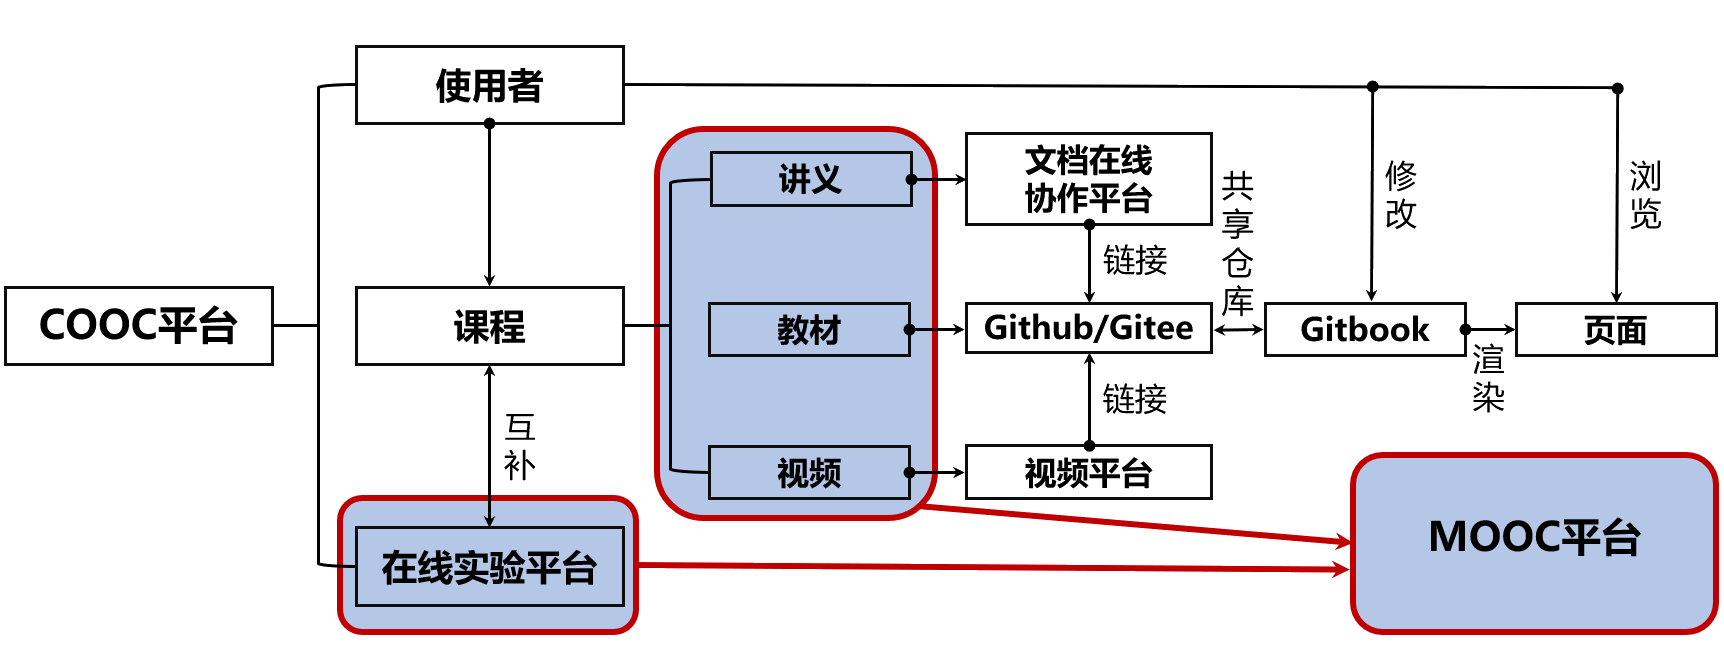 使用者
讲义
文档在线
协作平台
共
享
仓
库
修
改
浏
览
链接
COOC平台
课程
教材
Github/Gitee
Gitbook
页面
渲
染
链接
互
补
视频
视频平台
在线实验平台
MOOC平台